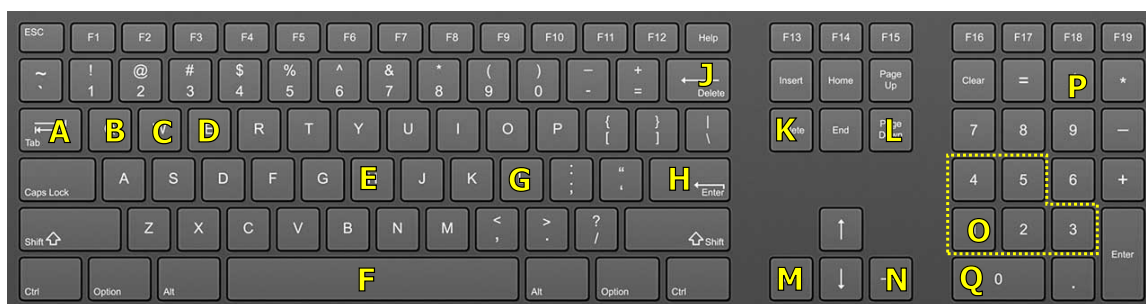 ESC F1 F2 F3 F4 F5 F6 F7 F8 F9 F10 F11 F12 Help F13 F14 F15 F16 F17 F18 F19
~ ! @ # $ % ^ & * ( ) – + J
` 1 2 3 4 5 6 7 8 9 0 - = Delete Insert Home Page Up Clear = P *
Tab A B C D R T Y U I O P { [ } ] | \ K End L 7 8 9 –
Caps Lock A S D F G E J K G : ; “ ‘ H Enter 4 5 6 +
Shift Z X C V B N M < , > . ? / Shift ↑ O 2 3 Enter
Ctrl Option Alt F Alt Option Ctrl M ↓ N Q 0 .